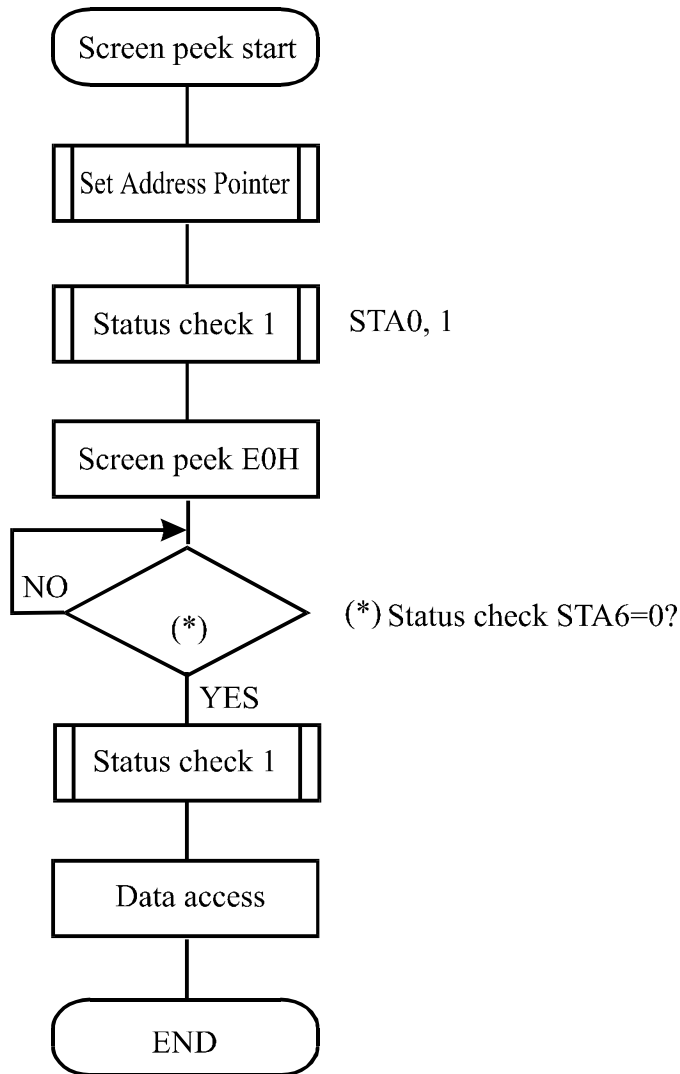 Screen peek start
Set Address Pointer
Status check 1
STA0, 1
Screen peek E0H
NO
(*)
(*) Status check STA6=0?
YES
Status check 1
Data access
END